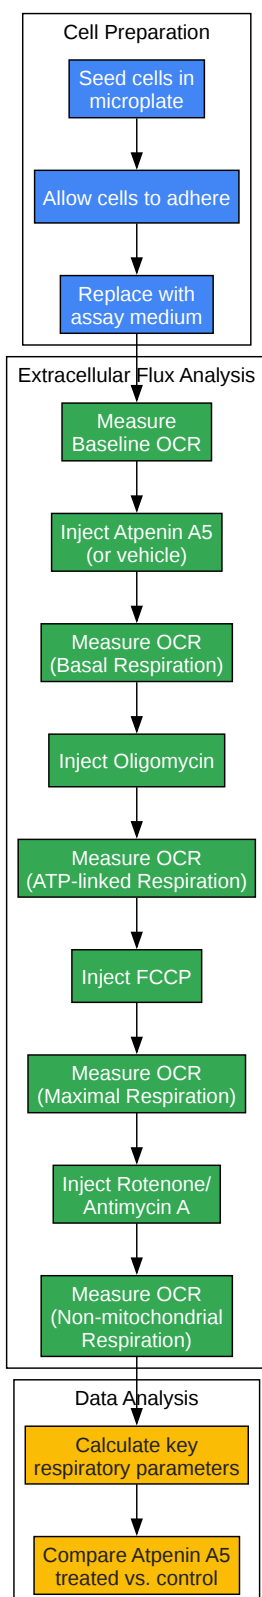 Cell Preparation
Seed cells in
microplate
Allow cells to adhere
Replace with
assay medium
Extracellular Flux Analysis
Measure
Baseline OCR
Inject Atpenin A5
(or vehicle)
Measure OCR
(Basal Respiration)
Inject Oligomycin
Measure OCR
(ATP-linked Respiration)
Inject FCCP
Measure OCR
(Maximal Respiration)
Inject Rotenone/
Antimycin A
Measure OCR
(Non-mitochondrial
Respiration)
Data Analysis
Calculate key
respiratory parameters
Compare Atpenin A5
treated vs. control